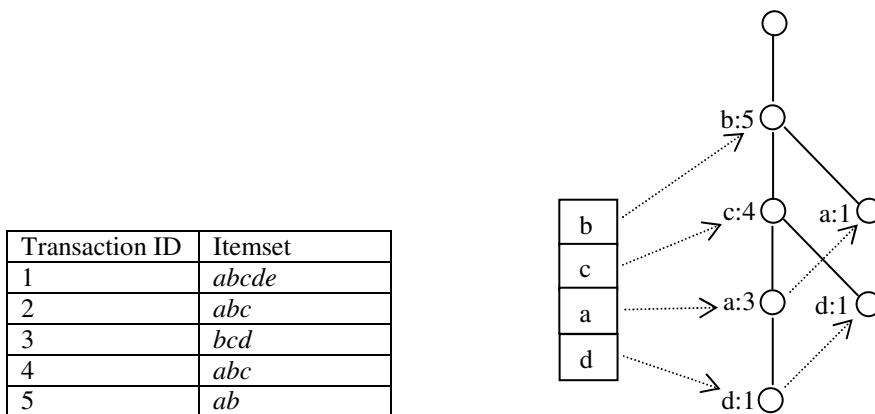 Transaction ID Itemset
1 abcde
2 abc
3 bcd
4 abc
5 ab
b
c
a
d
b:5
c:4 a:1
a:3 d:1
d:1